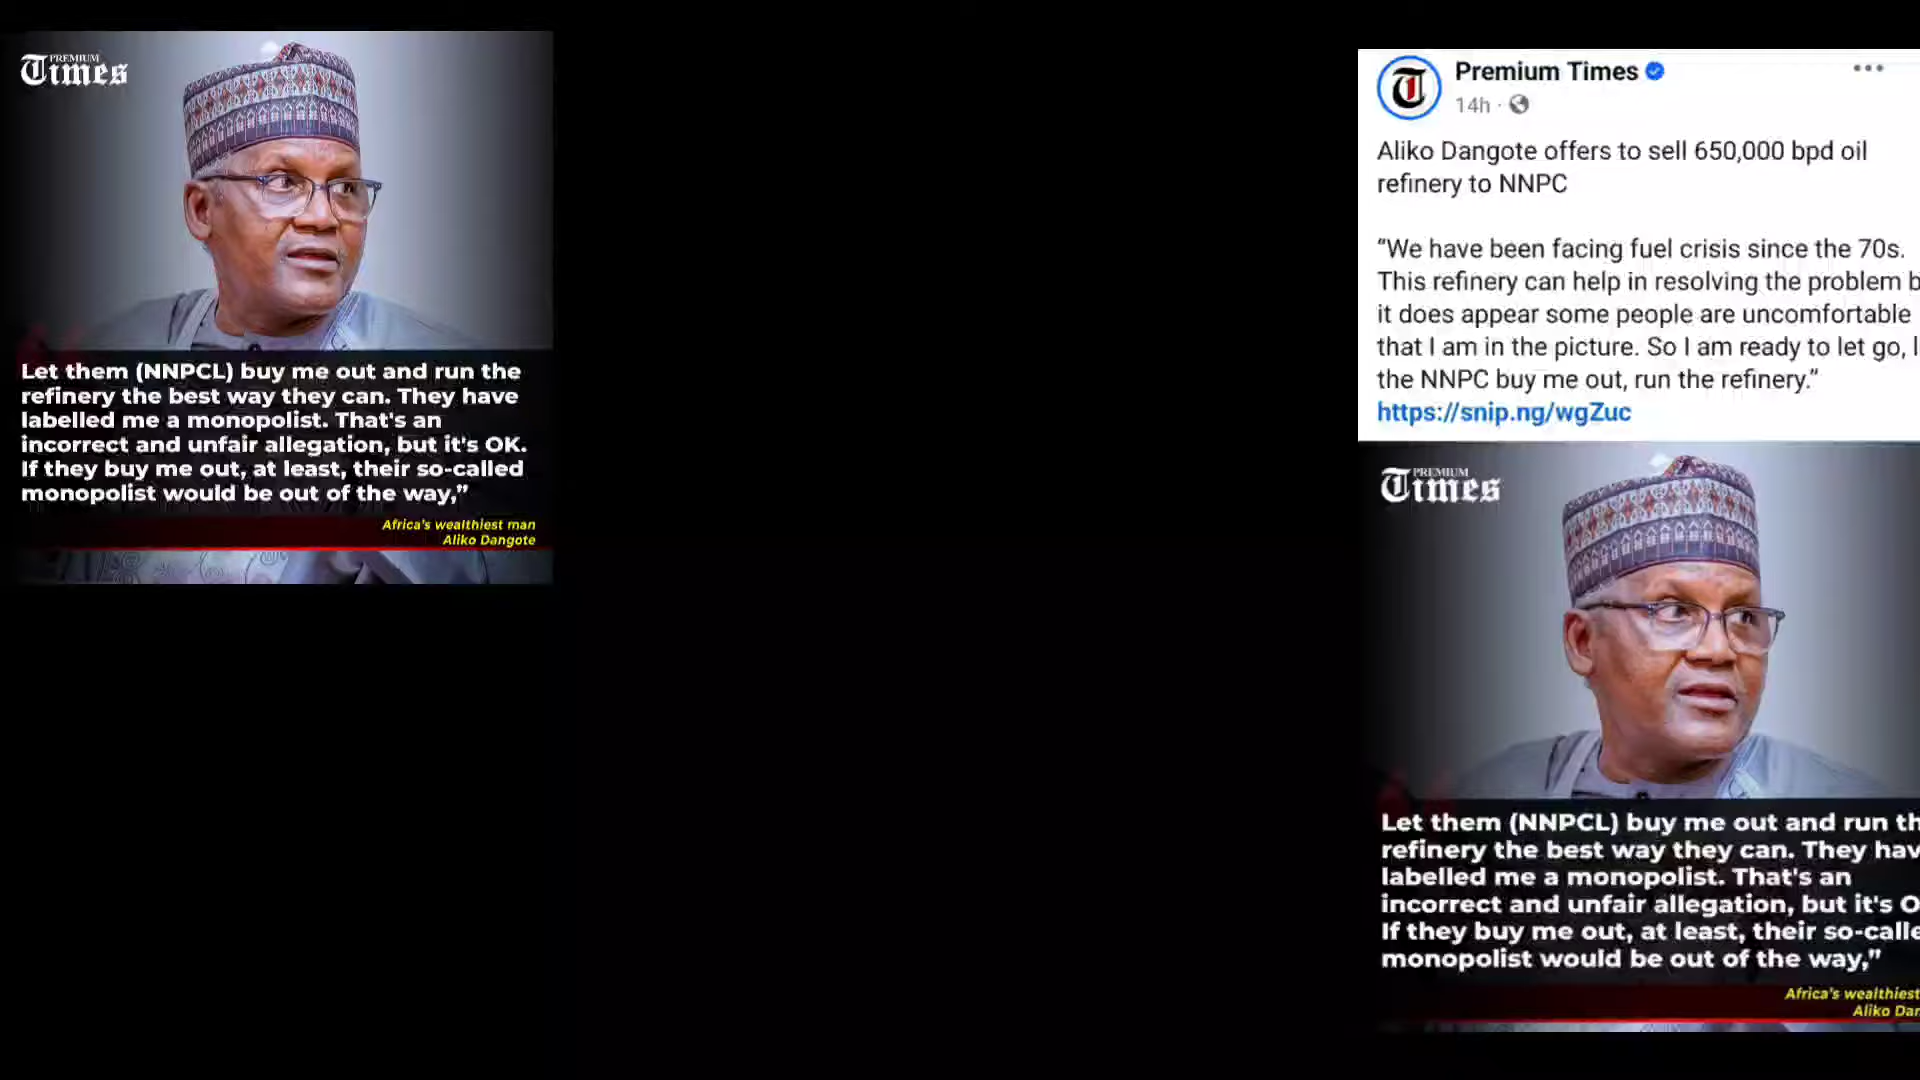 PREMIUM
Times
Let them (NNPCL) buy me out and run the
refinery the best way they can. They have
labelled me a monopolist. That's an
incorrect and unfair allegation, but it's OK.
If they buy me out, at least, their so-called
monopolist would be out of the way,”
Africa's wealthiest man
Aliko Dangote
Premium Times
14h
Aliko Dangote offers to sell 650,000 bpd oil
refinery to NNPC
“We have been facing fuel crisis since the 70s.
This refinery can help in resolving the problem
it does appear some people are uncomfortable
that I am in the picture. So I am ready to let go,
the NNPC buy me out, run the refinery.”
https://snip.ng/wgZuc
PREMIUM
Times
Let them (NNPCL) buy me out and run
refinery the best way they can. They
labelled me a monopolist. That's an
incorrect and unfair allegation, but it's
If they buy me out, at least, their
monopolist would be out of the way,”
Africa's wealthiest
Aliko